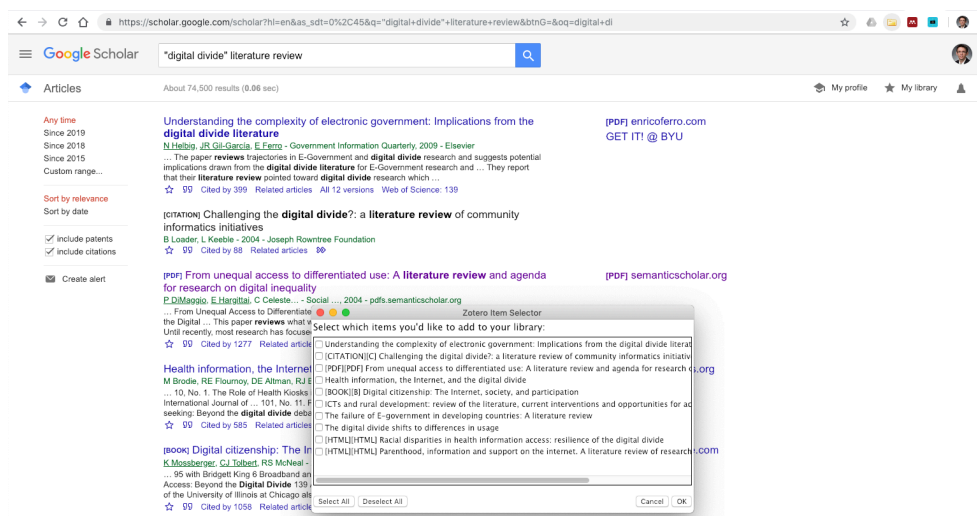 https://scholar.google.com/scholar?hl=en&as_sdt=0%2C45&q="digital+divide"+literature+review&btnG=&oq=digital+di
Google Scholar
"digital divide" literature review
Articles
About 74,500 results (0.06 sec)
My profile
My library
Any time
Since 2019
Since 2018
Since 2015
Custom range...
Sort by relevance
Sort by date
include patents
include citations
Create alert
Understanding the complexity of electronic government: Implications from the
digital divide literature
N Helbig, JR Gil-García, E Ferro - Government Information Quarterly, 2009 - Elsevier
... The paper reviews trajectories in E-Government and digital divide research and suggests potential
implications drawn from the digital divide literature for E-Government research and ... They report
that their literature review pointed toward digital divide research which ...
Cited by 399 Related articles All 12 versions Web of Science: 139
[PDF] enricoferro.com
GET IT! @ BYU
[CITATION] Challenging the digital divide?: a literature review of community
informatics initiatives
B Loader, L Keeble - 2004 - Joseph Rowntree Foundation
Cited by 88 Related articles
[PDF] From unequal access to differentiated use: A literature review and agenda
for research on digital inequality
P DiMaggio, E Hargittai, C Celeste... - Social ..., 2004 - pdfs.semanticscholar.org
... From Unequal Access to Differentiate
the Digital ... This paper reviews what w
Until recently, most research has focuse
Cited by 1277 Related article
[PDF] semanticscholar.org
Health information, the Internet
M Brodie, RE Flournoy, DE Altman, RJ E
... 10, No. 1. The Role of Health Kiosks
International Journal of ... 101, No. 11. F
seeking: Beyond the digital divide deba
Cited by 585 Related articles
s.org
[BOOK] Digital citizenship: The In
K Mossberger, CJ Tolbert, RS McNeal -
... 95 with Bridgett King 6 Broadband an
Access: Beyond the Digital Divide 139
of the University of Illinois at Chicago als
Cited by 1058 Related article
.com
Zotero Item Selector
Select which items you'd like to add to your library:
Understanding the complexity of electronic government: Implications from the digital divide literat
[CITATION][C] Challenging the digital divide?: a literature review of community informatics initiativ
[PDF][PDF] From unequal access to differentiated use: A literature review and agenda for research o
Health information, the Internet, and the digital divide
[BOOK][B] Digital citizenship: The Internet, society, and participation
ICTs and rural development: review of the literature, current interventions and opportunities for ac
The failure of E-government in developing countries: A literature review
The digital divide shifts to differences in usage
[HTML][HTML] Racial disparities in health information access: resilience of the digital divide
[HTML][HTML] Parenthood, information and support on the internet. A literature review of research
Select All
Deselect All
Cancel
OK